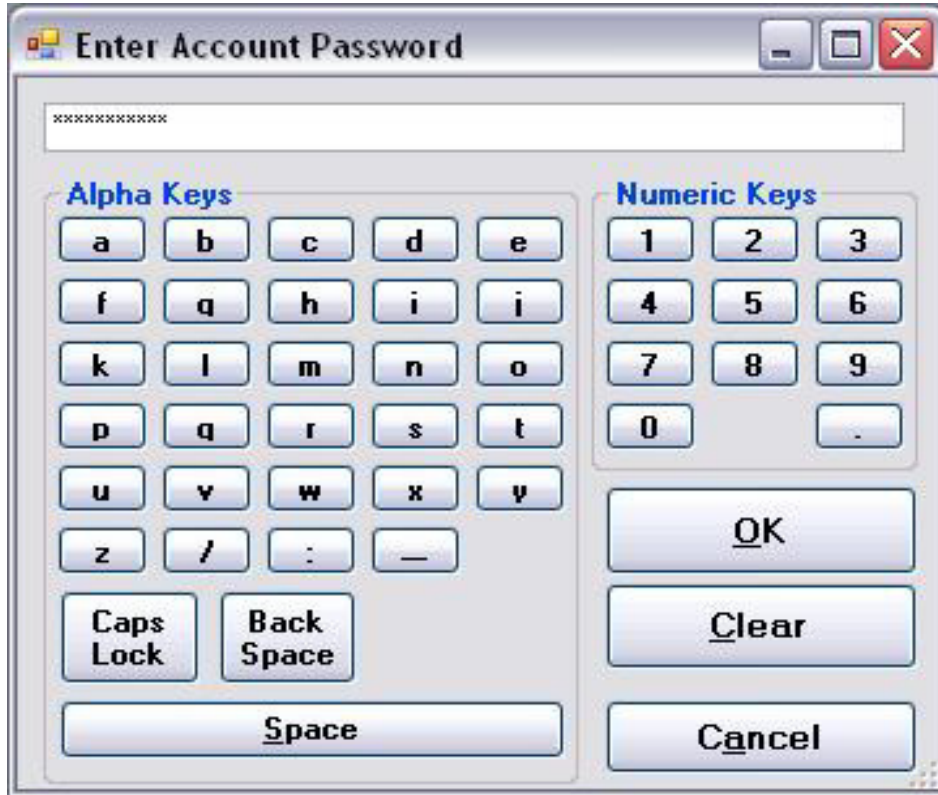 Enter Account Password
***********
Alpha Keys
a b c d e
f g h i j
k l m n o
p q r s t
u v w x y
z / : _
Caps Lock
Back Space
Space
Numeric Keys
1 2 3
4 5 6
7 8 9
0 .
OK
Clear
Cancel